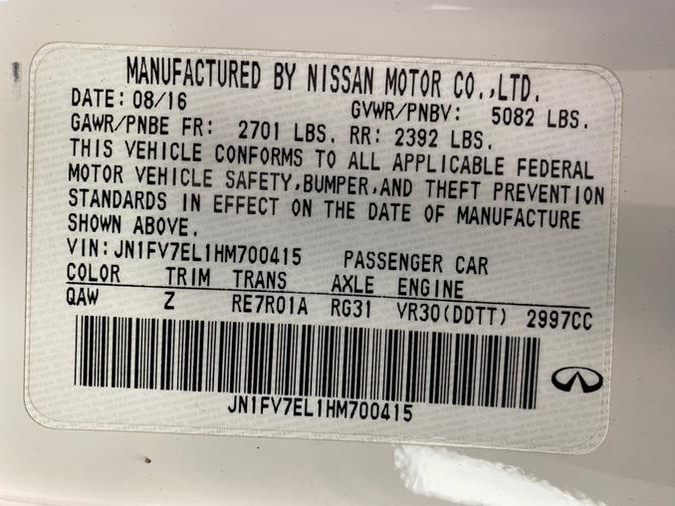 MANUFACTURED BY NISSAN MOTOR CO.,LTD.
DATE: 08/16 GVWR/PNBV: 5082 LBS.
GAWR/PNBE FR: 2701 LBS. RR: 2392 LBS.
THIS VEHICLE CONFORMS TO ALL APPLICABLE FEDERAL
MOTOR VEHICLE SAFETY,BUMPER,AND THEFT PREVENTION
STANDARDS IN EFFECT ON THE DATE OF MANUFACTURE
SHOWN ABOVE.
VIN: JN1FV7EL1HM700415 PASSENGER CAR
COLOR TRIM TRANS AXLE ENGINE
QAW Z RE7R01A RG31 VR30(DDTT) 2997CC
JN1FV7EL1HM700415